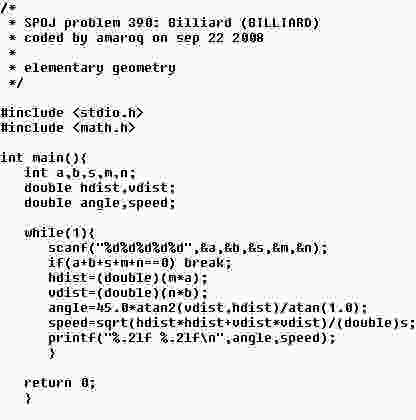 /*
 * SPOJ problem 390: Billiard (BILLIARD)
 * coded by amaroq on sep 22 2008
 *
 * elementary geometry
 */
#include <stdio.h>
#include <math.h>
int main(){
int a,b,s,m,n;
double hdist,vdist;
double angle,speed;
while(1){
scanf("%d%d%d%d%d",&a,&b,&s,&m,&n);
if(a+b+s+m+n==0) break;
hdist=(double)(m*a);
vdist=(double)(n*b);
angle=45.0*atan2(vdist,hdist)/atan(1.0);
speed=sqrt(hdist*hdist+vdist*vdist)/(double)s;
printf("%.2lf %.2lf\n",angle,speed);
}
return 0;
}